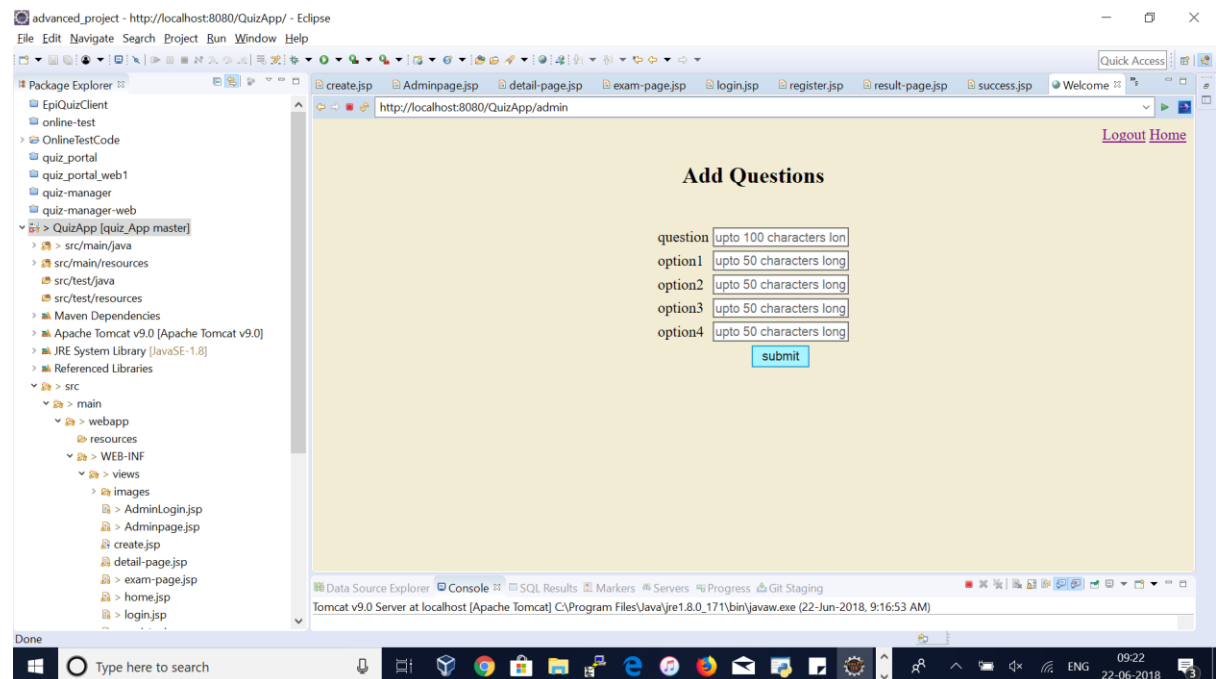 advanced_project - http://localhost:8080/QuizApp/ - Eclipse
File Edit Navigate Search Project Run Window Help
Quick Access
Package Explorer
create.jsp Adminpage.jsp detail-page.jsp exam-page.jsp login.jsp register.jsp result-page.jsp success.jsp Welcome
http://localhost:8080/QuizApp/admin
EpiQuizClient
online-test
OnlineTestCode
quiz_portal
quiz_portal_web1
quiz-manager
quiz-manager-web
> QuizApp [quiz_App master]
> src/main/java
src/main/resources
src/test/java
src/test/resources
Maven Dependencies
Apache Tomcat v9.0 [Apache Tomcat v9.0]
JRE System Library [JavaSE-1.8]
Referenced Libraries
> src
> main
> webapp
resources
> WEB-INF
> views
images
> AdminLogin.jsp
> Adminpage.jsp
create.jsp
detail-page.jsp
> exam-page.jsp
> home.jsp
> login.jsp
Logout Home
Add Questions
question upto 100 characters lon
option1 upto 50 characters long
option2 upto 50 characters long
option3 upto 50 characters long
option4 upto 50 characters long
submit
Data Source Explorer Console SQL Results Markers Servers Progress Git Staging
Tomcat v9.0 Server at localhost [Apache Tomcat] C:\Program Files\Java\jre1.8.0_171\bin\javaw.exe (22-Jun-2018, 9:16:53 AM)
Done
Type here to search
ENG
09:22
22-06-2018
3